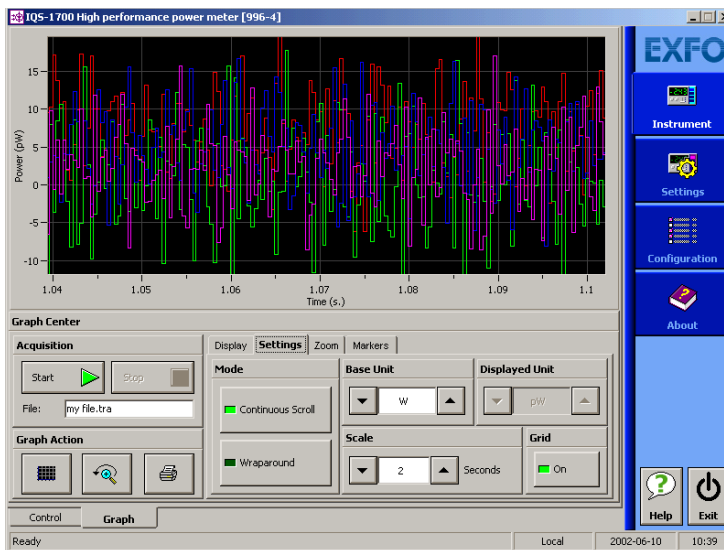 IQS-1700 High performance power meter [996-4]
EXFO
Power (pW)
15
10
5
0
-5
-10
1.04 1.05 1.06 1.07 1.08 1.09 1.1
Time (s.)
Instrument
Settings
Configuration
About
Graph Center
Acquisition
Start Stop
File: my file.tra
Graph Action
Display Settings Zoom Markers
Mode
Continuous Scroll
Wraparound
Base Unit
W
Displayed Unit
pW
Scale
2 Seconds
Grid
On
Help Exit
Control Graph
Ready Local 2002-06-10 10:39